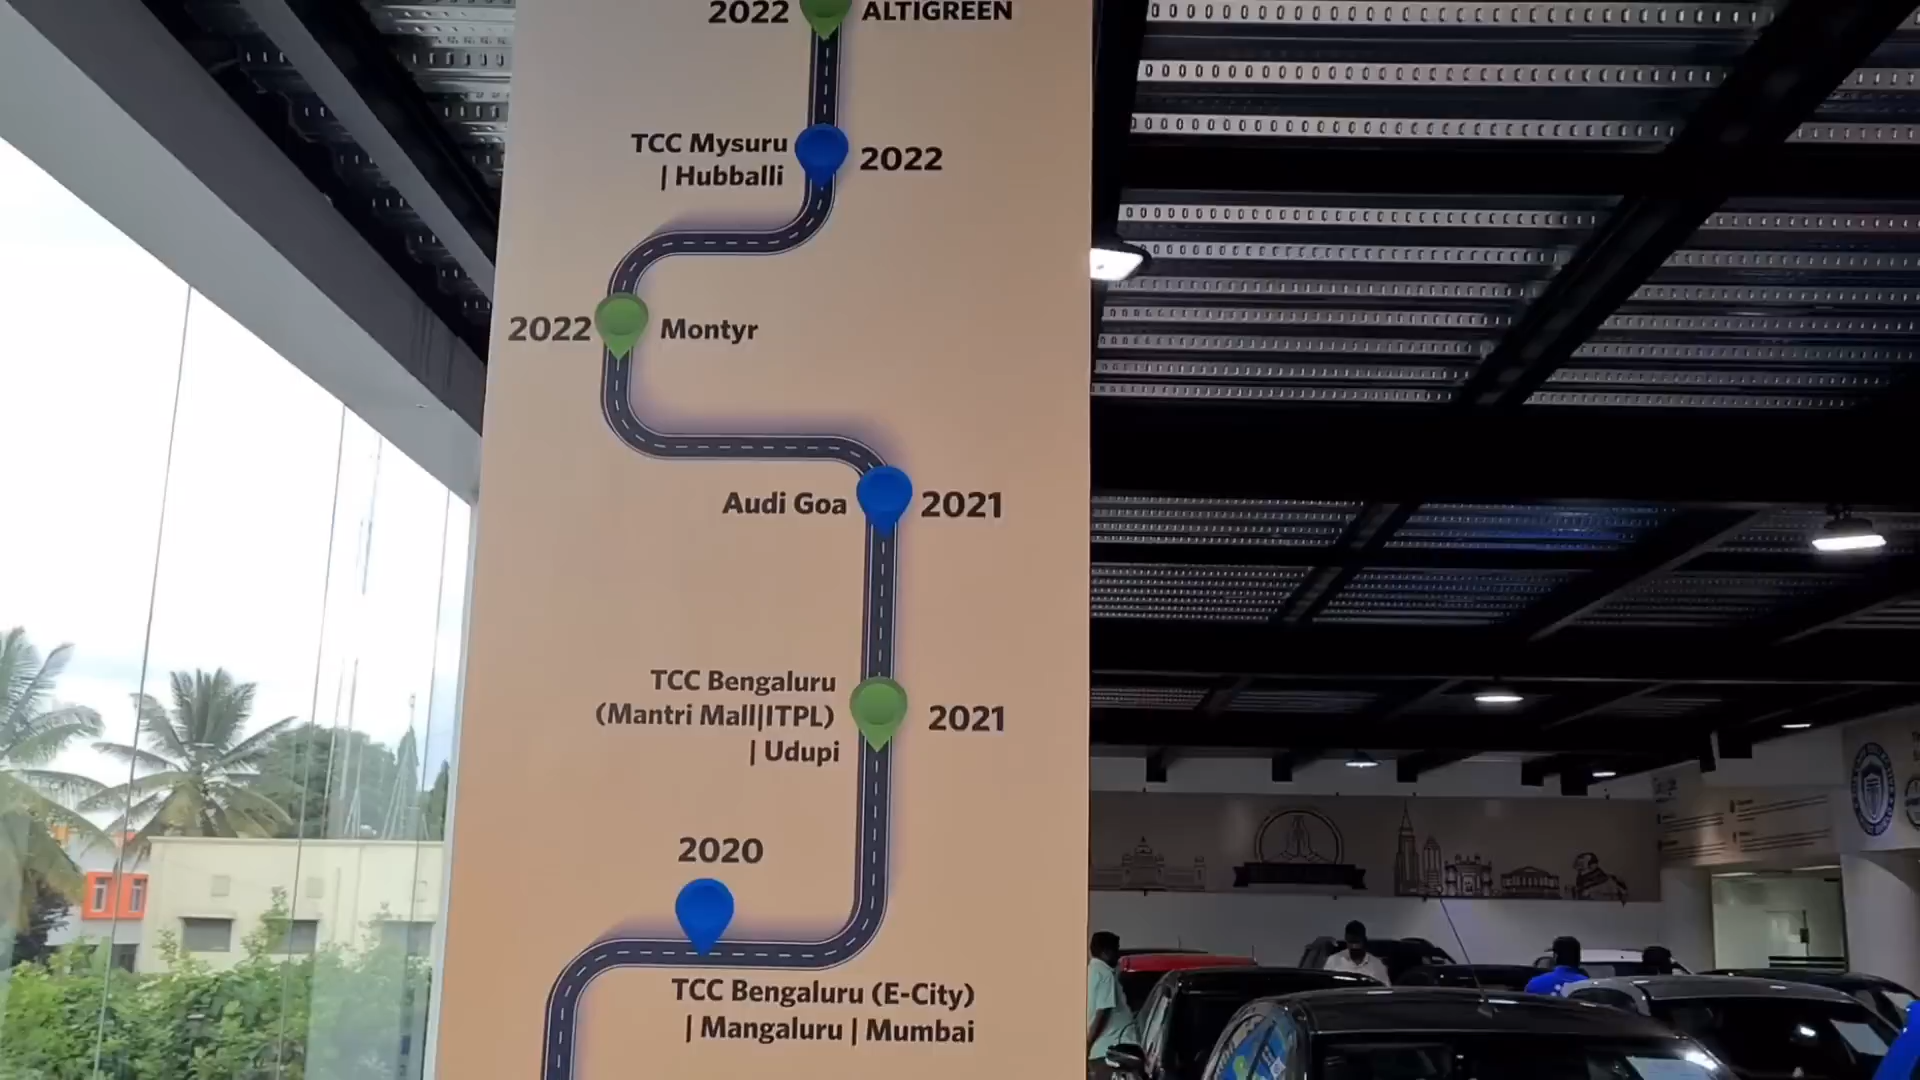 2022 ALTIGREEN
TCC Mysuru
| Hubballi
2022
2022
Montyr
Audi Goa
2021
TCC Bengaluru
(Mantri Mall|ITPL)
| Udupi
2021
2020
TCC Bengaluru (E-City)
| Mangaluru | Mumbai